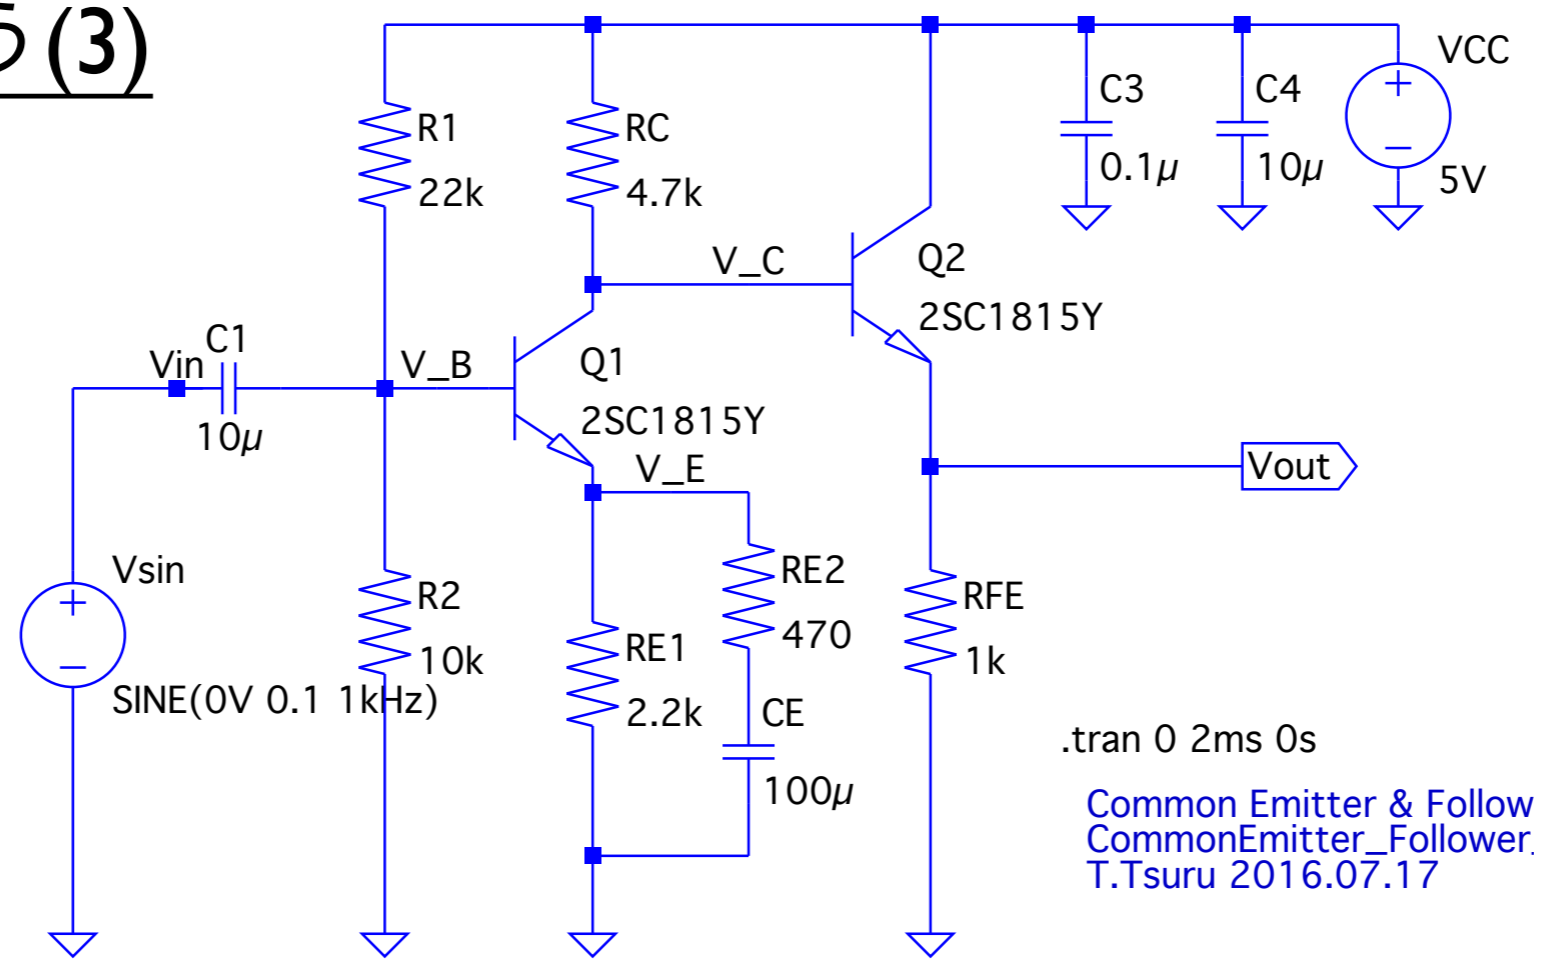 う(3)
VCC
5V
C3
0.1µ
C4
10µ
R1
22k
RC
4.7k
V_C
Q2
2SC1815Y
C1
Vin
10µ
V_B
Q1
2SC1815Y
V_E
Vout
Vsin
SINE(0V 0.1 1kHz)
R2
10k
RE2
470
RE1
2.2k
CE
100µ
RFE
1k
.tran 0 2ms 0s
Common Emitter & Follow
CommonEmitter_Follower
T.Tsuru 2016.07.17